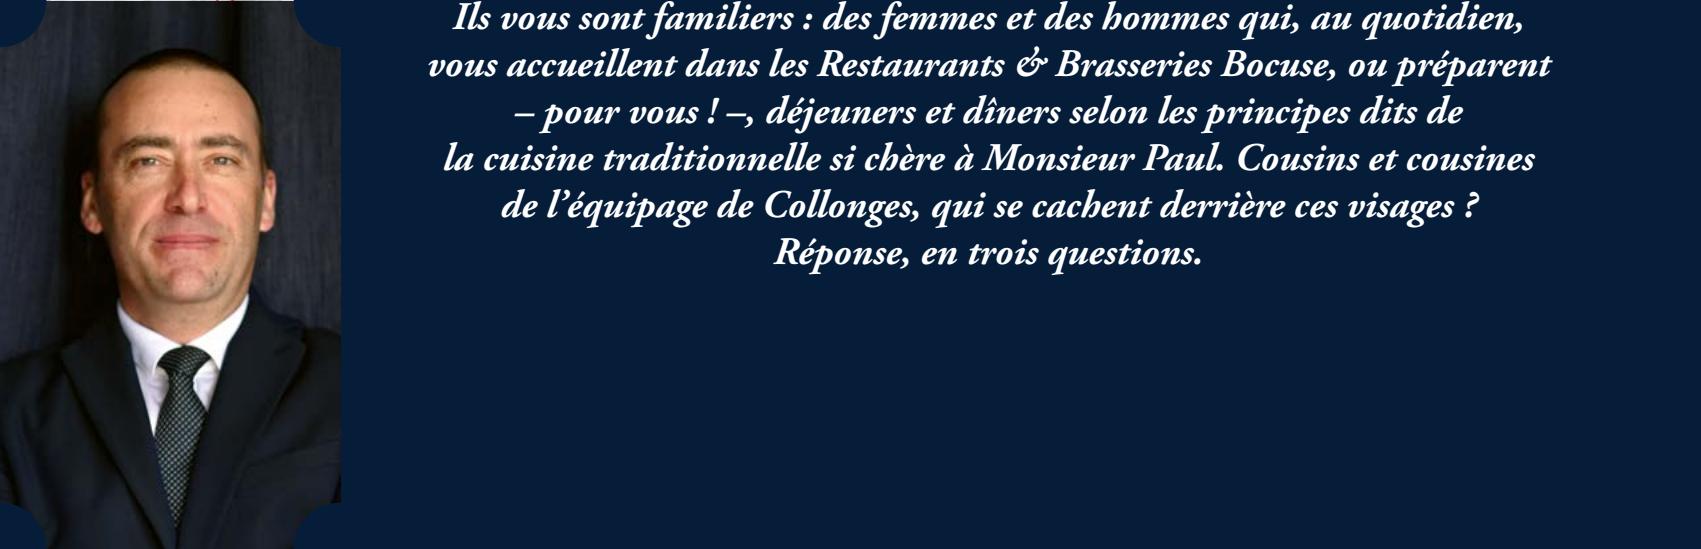 Ils vous sont familiers : des femmes et des hommes qui, au quotidien,
vous accueillent dans les Restaurants & Brasseries Bocuse, ou préparent
– pour vous ! –, déjeuners et dîners selon les principes dits de
la cuisine traditionnelle si chère à Monsieur Paul. Cousins et cousines
de l’équipage de Collonges, qui se cachent derrière ces visages ?
Réponse, en trois questions.